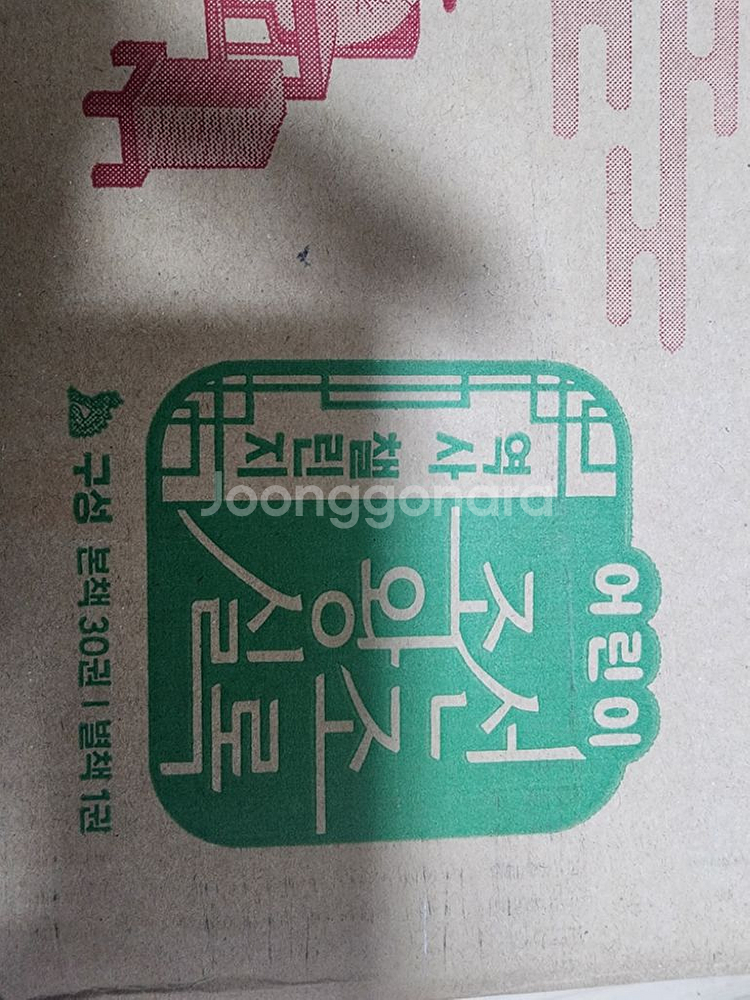 어린이
역사 챌린지
조선
왕조
실록
구성 본책 30권 | 별책 1권
Joonggonara